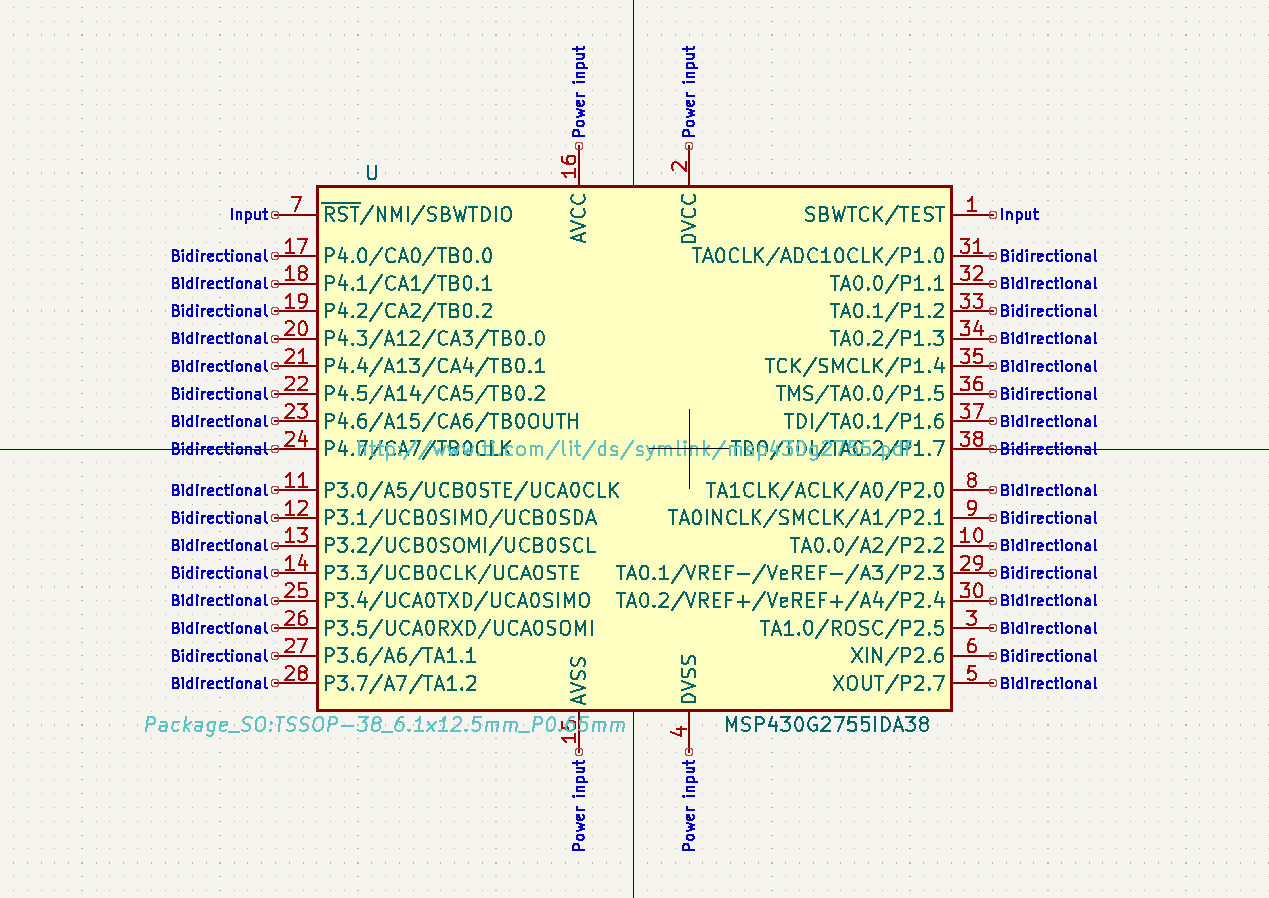 Power input
Power input
16
2
U
AVCC
DVCC
Input 7 RST/NMI/SBWTDIO
SBWTCK/TEST 1 Input
Bidirectional 17 P4.0/CA0/TB0.0
TA0CLK/ADC10CLK/P1.0 31 Bidirectional
Bidirectional 18 P4.1/CA1/TB0.1
TA0.0/P1.1 32 Bidirectional
Bidirectional 19 P4.2/CA2/TB0.2
TA0.1/P1.2 33 Bidirectional
Bidirectional 20 P4.3/A12/CA3/TB0.0
TA0.2/P1.3 34 Bidirectional
Bidirectional 21 P4.4/A13/CA4/TB0.1
TCK/SMCLK/P1.4 35 Bidirectional
Bidirectional 22 P4.5/A14/CA5/TB0.2
TMS/TA0.0/P1.5 36 Bidirectional
Bidirectional 23 P4.6/A15/CA6/TB0OUTH
TDI/TA0.1/P1.6 37 Bidirectional
Bidirectional 24 P4.7/CA7/TB0CLK
http://www.ti.com/lit/ds/symlink/msp430g2755.pdf
TDO/TDI/TA0.2/P1.7 38 Bidirectional
Bidirectional 11 P3.0/A5/UCB0STE/UCA0CLK
TA1CLK/ACLK/A0/P2.0 8 Bidirectional
Bidirectional 12 P3.1/UCB0SIMO/UCB0SDA
TA0INCLK/SMCLK/A1/P2.1 9 Bidirectional
Bidirectional 13 P3.2/UCB0SOMI/UCB0SCL
TA0.0/A2/P2.2 10 Bidirectional
Bidirectional 14 P3.3/UCB0CLK/UCA0STE
TA0.1/VREF-/VeREF-/A3/P2.3 29 Bidirectional
Bidirectional 25 P3.4/UCA0TXD/UCA0SIMO
TA0.2/VREF+/VeREF+/A4/P2.4 30 Bidirectional
Bidirectional 26 P3.5/UCA0RXD/UCA0SOMI
TA1.0/ROSC/P2.5 3 Bidirectional
Bidirectional 27 P3.6/A6/TA1.1
XIN/P2.6 6 Bidirectional
Bidirectional 28 P3.7/A7/TA1.2
XOUT/P2.7 5 Bidirectional
AVSS
DVSS
Package_SO:TSSOP-38_6.1x12.5mm_P0.65mm
MSP430G2755IDA38
15
4
Power input
Power input